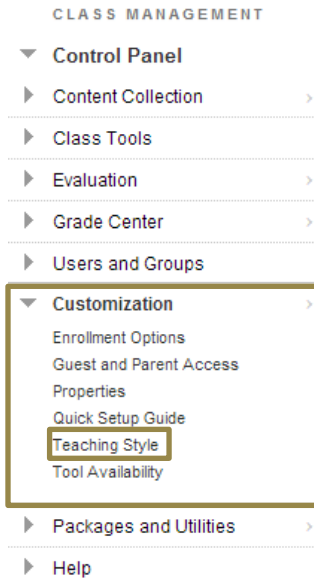 CLASS MANAGEMENT
Control Panel
Content Collection
Class Tools
Evaluation
Grade Center
Users and Groups
Customization
Enrollment Options
Guest and Parent Access
Properties
Quick Setup Guide
Teaching Style
Tool Availability
Packages and Utilities
Help